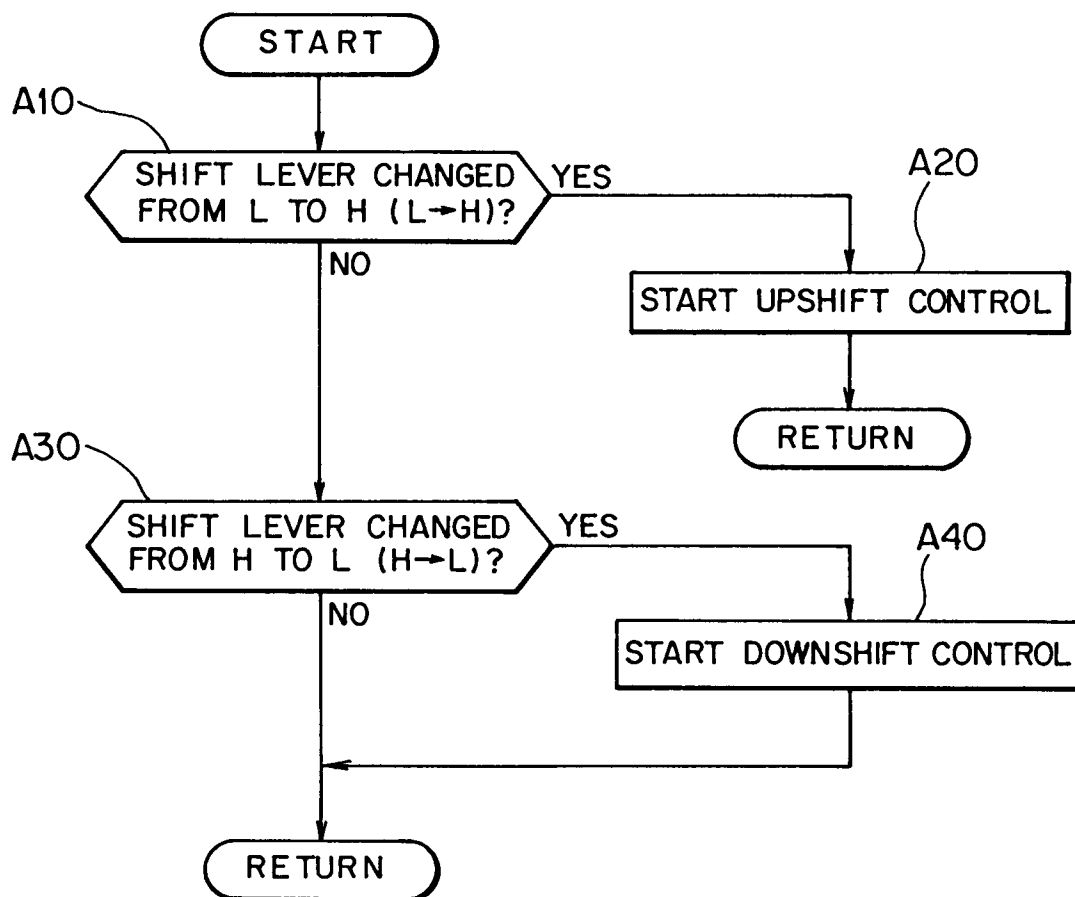 START
A10
SHIFT LEVER CHANGED
FROM L TO H (L→H)?
YES
A20
NO
START UPSHIFT CONTROL
RETURN
A30
SHIFT LEVER CHANGED
FROM H TO L (H→L)?
YES
A40
NO
START DOWNSHIFT CONTROL
RETURN